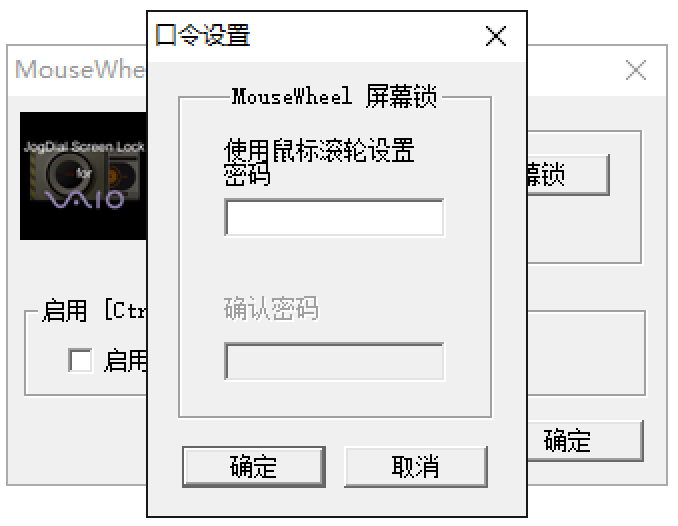 口令设置
MouseWhe
JogDial Screen Lock
for
VAIO
MouseWheel 屏幕锁
使用鼠标滚轮设置
密码
确认密码
确定
取消
幕锁
启用 [Ctr
启用
确定